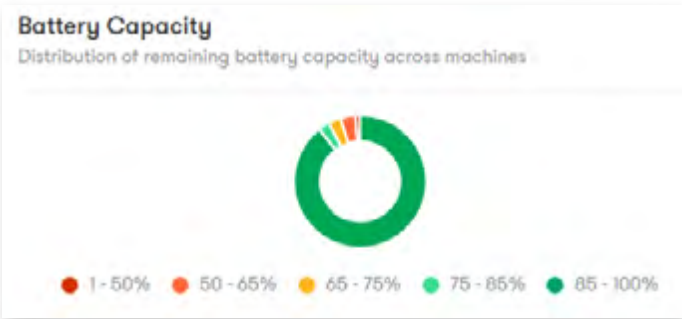 Battery Capacity
Distribution of remaining battery capacity across machines
1 - 50% 50 - 65% 65 - 75% 75 - 85% 85 - 100%